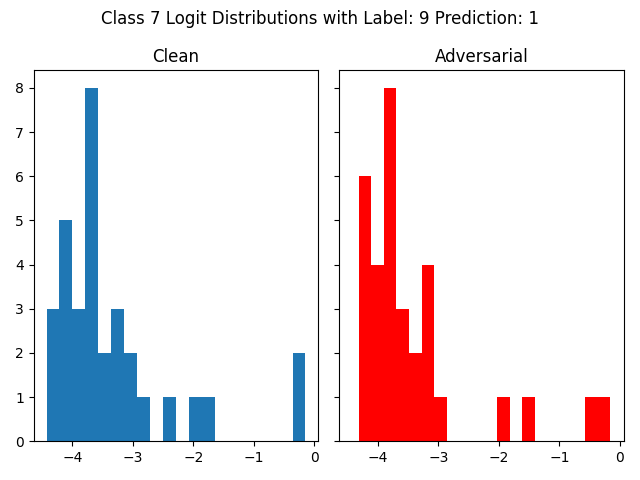 Class 7 Logit Distributions with Label: 9 Prediction: 1
Clean
Adversarial
8
7
6
5
4
3
2
1
0
−4 −3 −2 −1 0
−4 −3 −2 −1 0